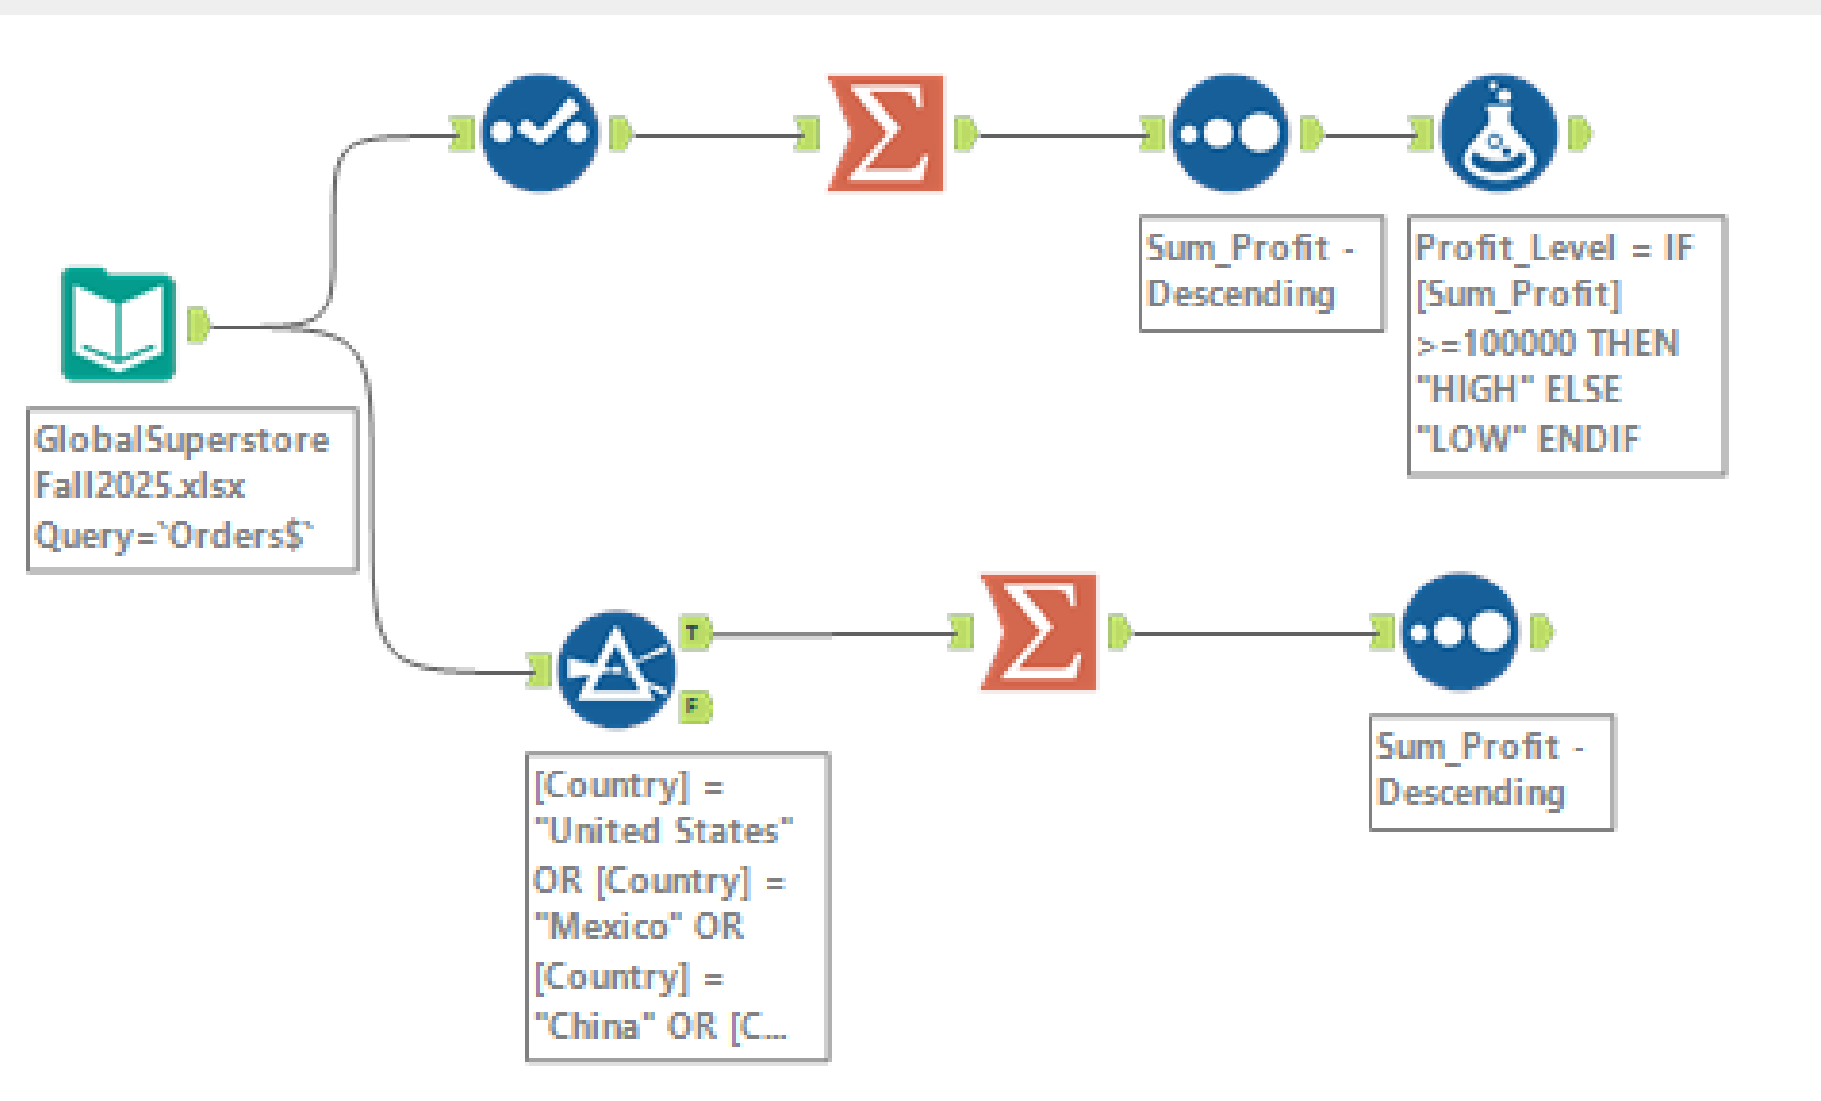 Sum_Profit -
Descending
Profit_Level = IF
[Sum_Profit]
>=100000 THEN
"HIGH" ELSE
"LOW" ENDIF
GlobalSuperstore
Fall2025.xlsx
Query=`Orders$`
T
F
[Country] =
"United States"
OR [Country] =
"Mexico" OR
[Country] =
"China" OR [C...
Sum_Profit -
Descending